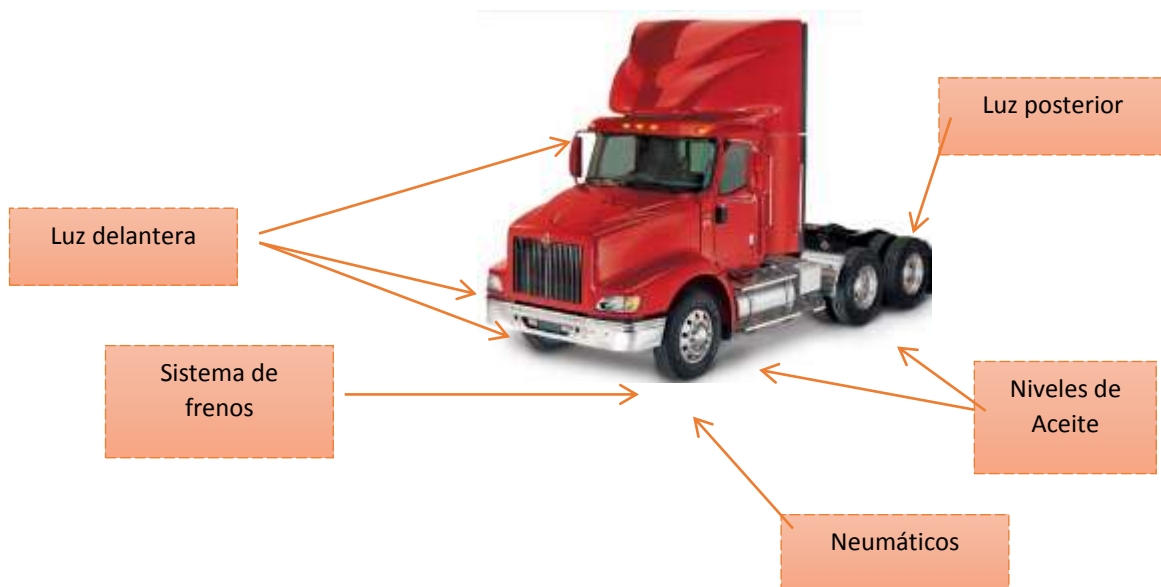 Luz posterior
Luz delantera
Sistema de
frenos
Niveles de
Aceite
Neumáticos